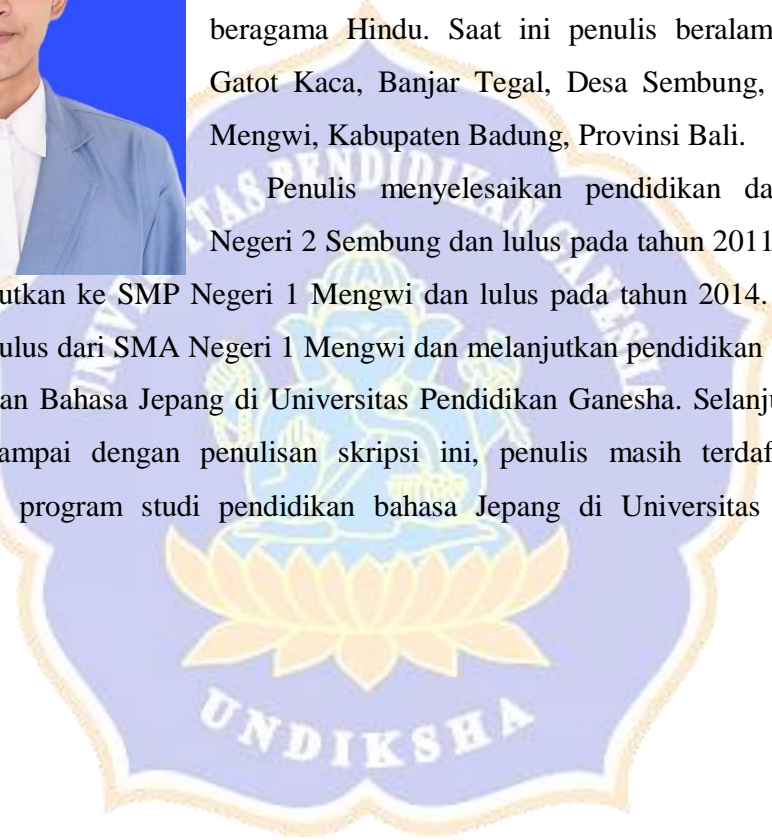 beragama Hindu. Saat ini penulis beralam
Gatot Kaca, Banjar Tegal, Desa Sembung,
Mengwi, Kabupaten Badung, Provinsi Bali.
Penulis menyelesaikan pendidikan da
Negeri 2 Sembung dan lulus pada tahun 2011
utkan ke SMP Negeri 1 Mengwi dan lulus pada tahun 2014.
ulus dari SMA Negeri 1 Mengwi dan melanjutkan pendidikan
an Bahasa Jepang di Universitas Pendidikan Ganesha. Selanju
ampai dengan penulisan skripsi ini, penulis masih terdaf
program studi pendidikan bahasa Jepang di Universitas
UNIVERSITAS PENDIDIKAN GANESHA
UNDIKSHA